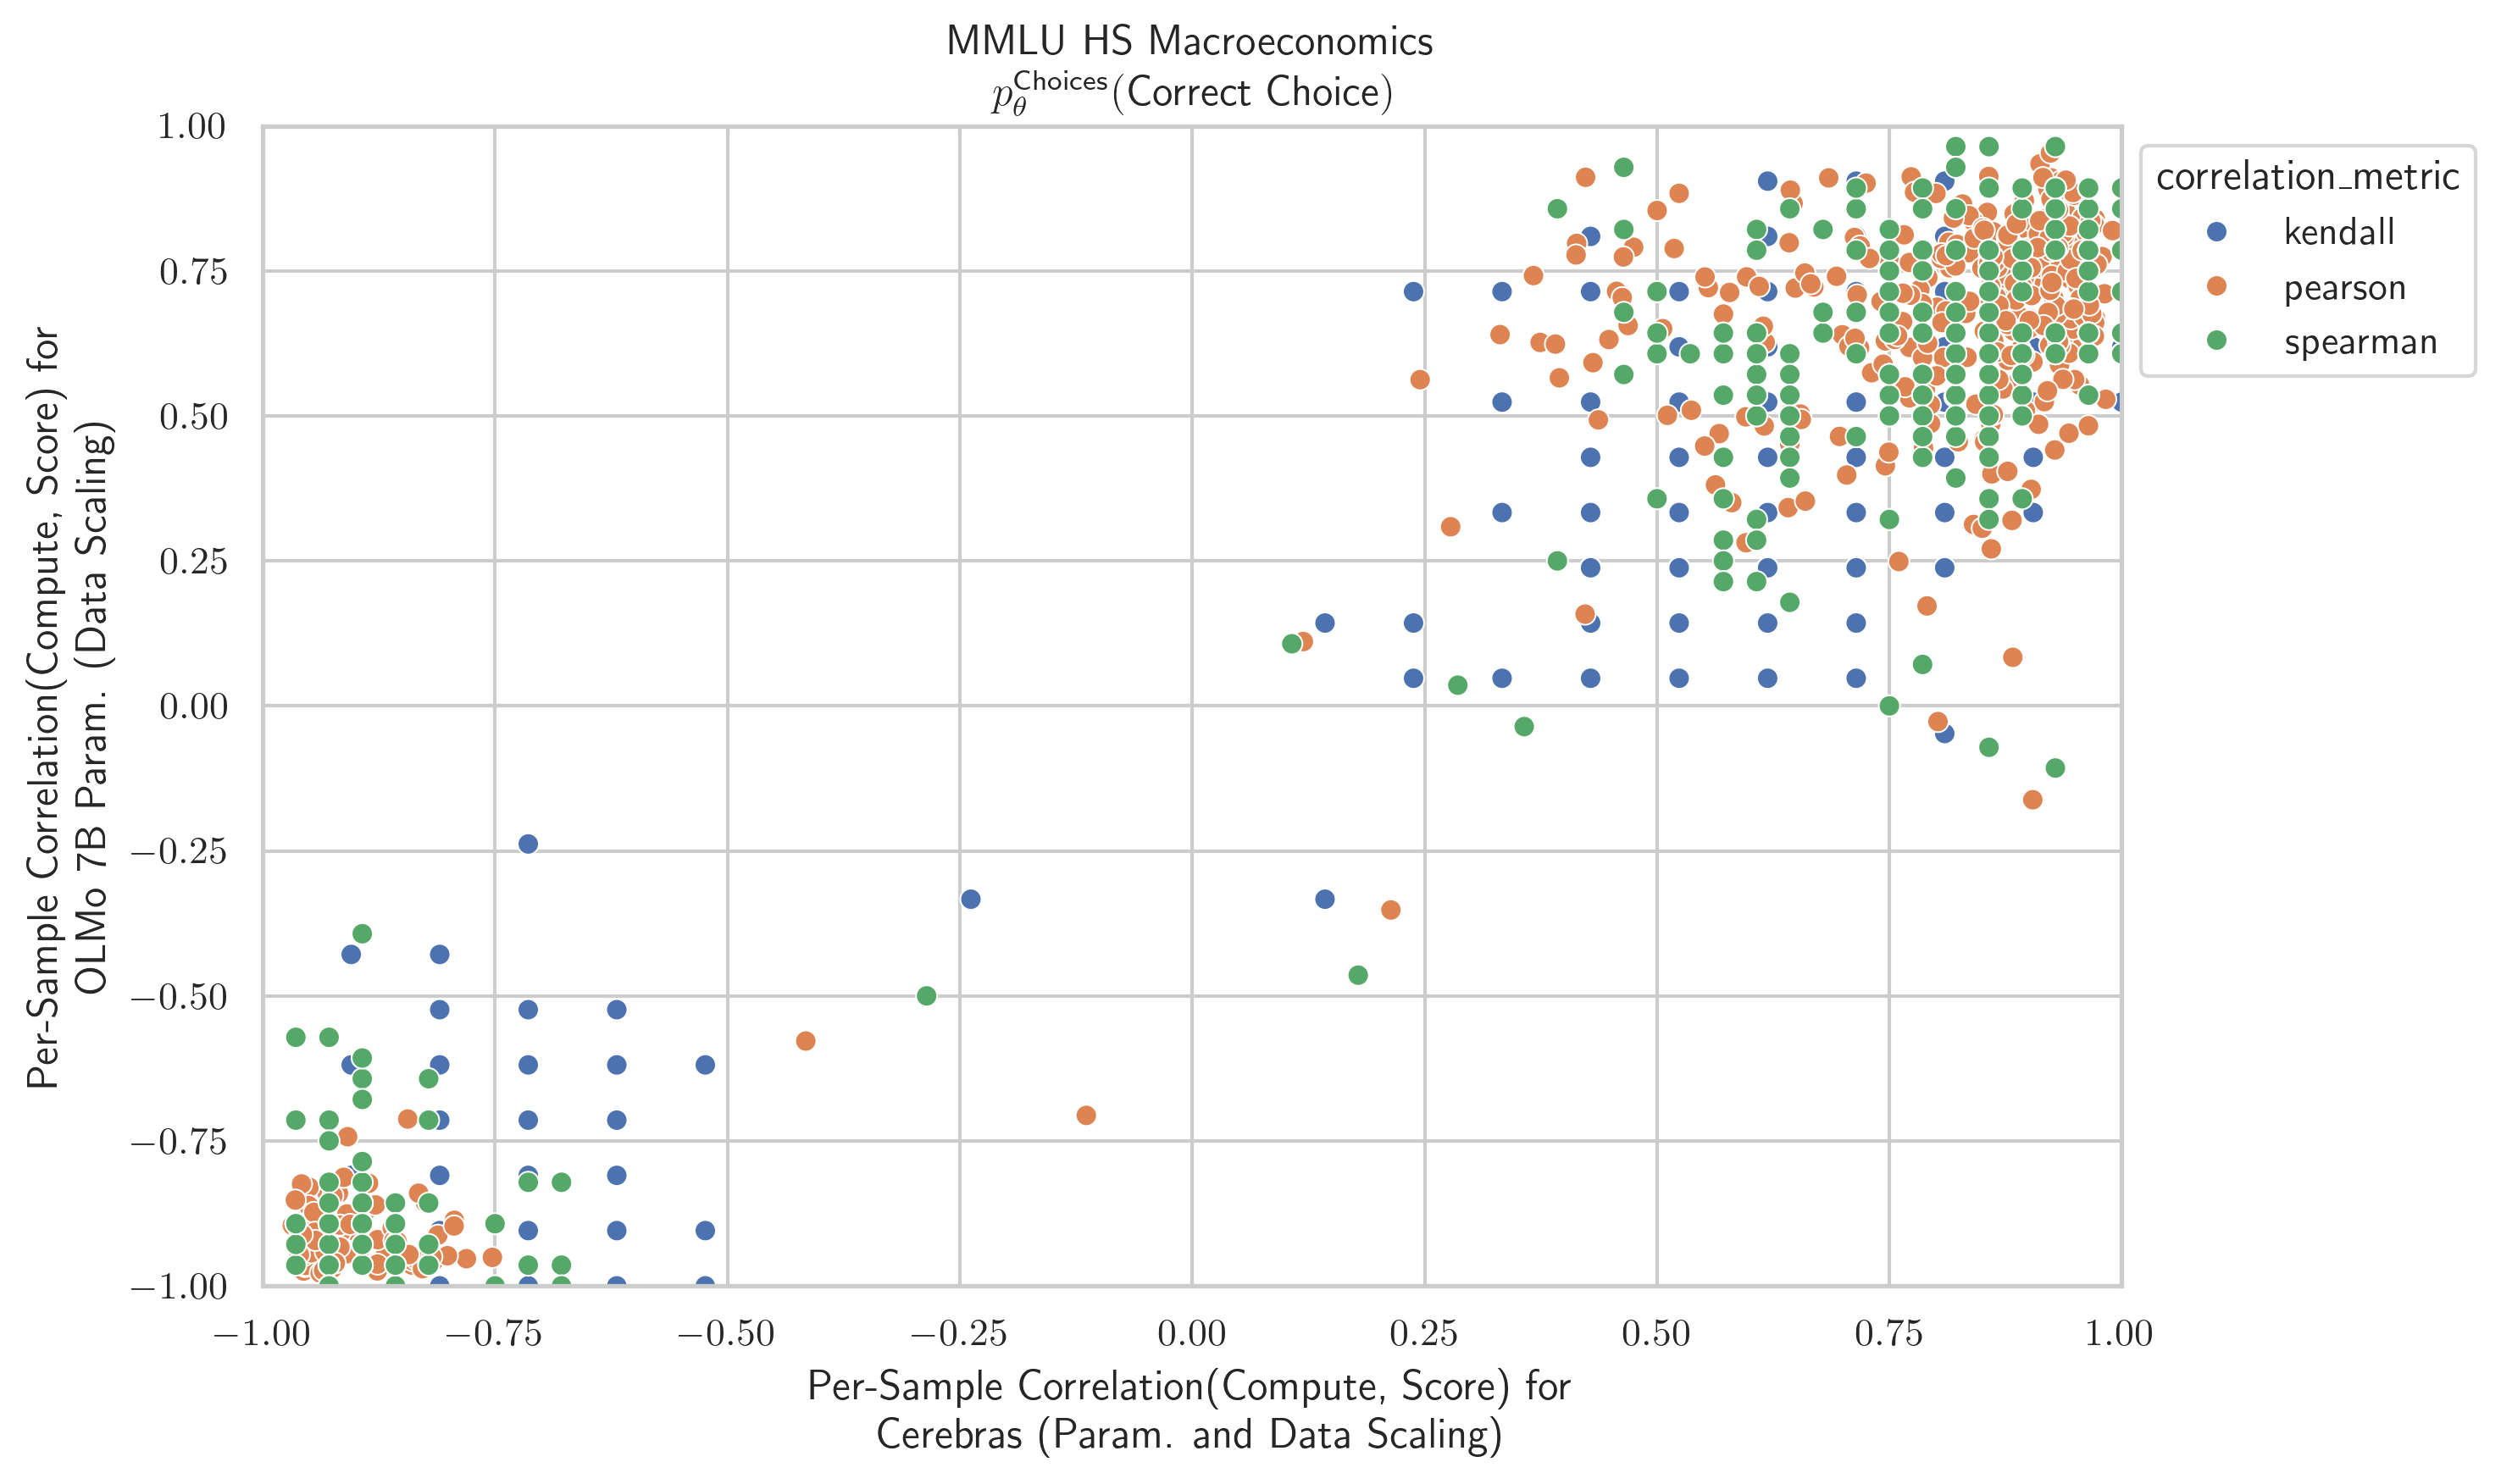 MMLU HS Macroeconomics
p_θ^Choices(Correct Choice)
1.00
0.75
0.50
0.25
0.00
−0.25
−0.50
−0.75
−1.00
Per-Sample Correlation(Compute, Score) for
OLMo 7B Param. (Data Scaling)
correlation_metric
kendall
pearson
spearman
−1.00 −0.75 −0.50 −0.25 0.00 0.25 0.50 0.75 1.00
Per-Sample Correlation(Compute, Score) for
Cerebras (Param. and Data Scaling)